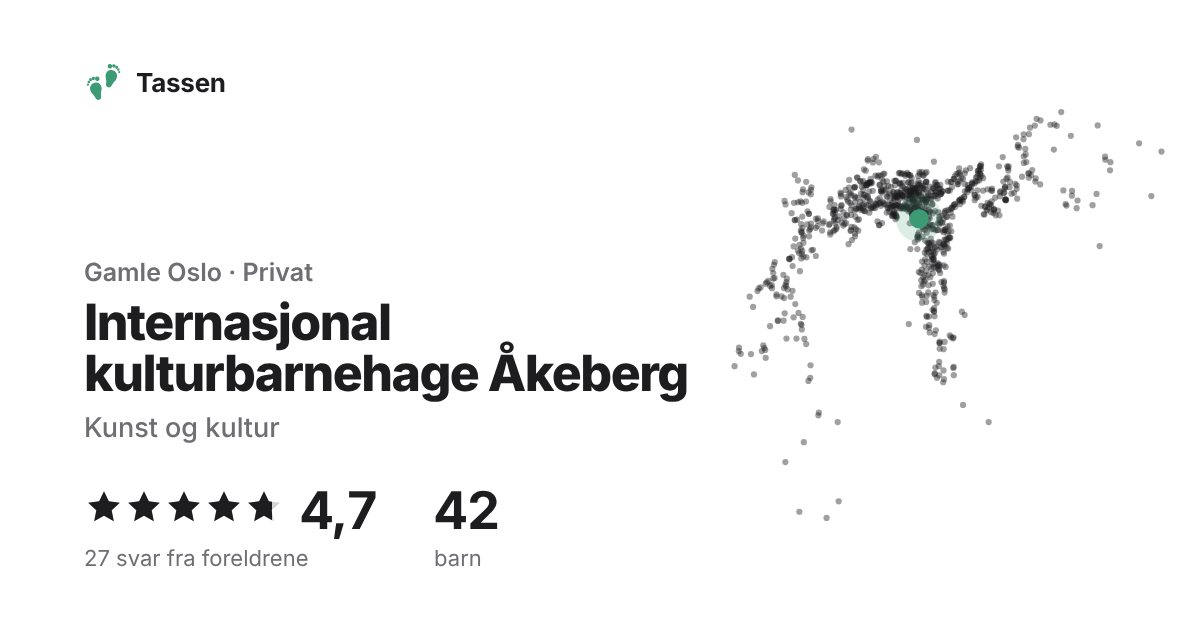 Tassen
Gamle Oslo · Privat
Internasjonal
kulturbarnehage Åkeberg
Kunst og kultur
4,7
27 svar fra foreldrene
42
barn